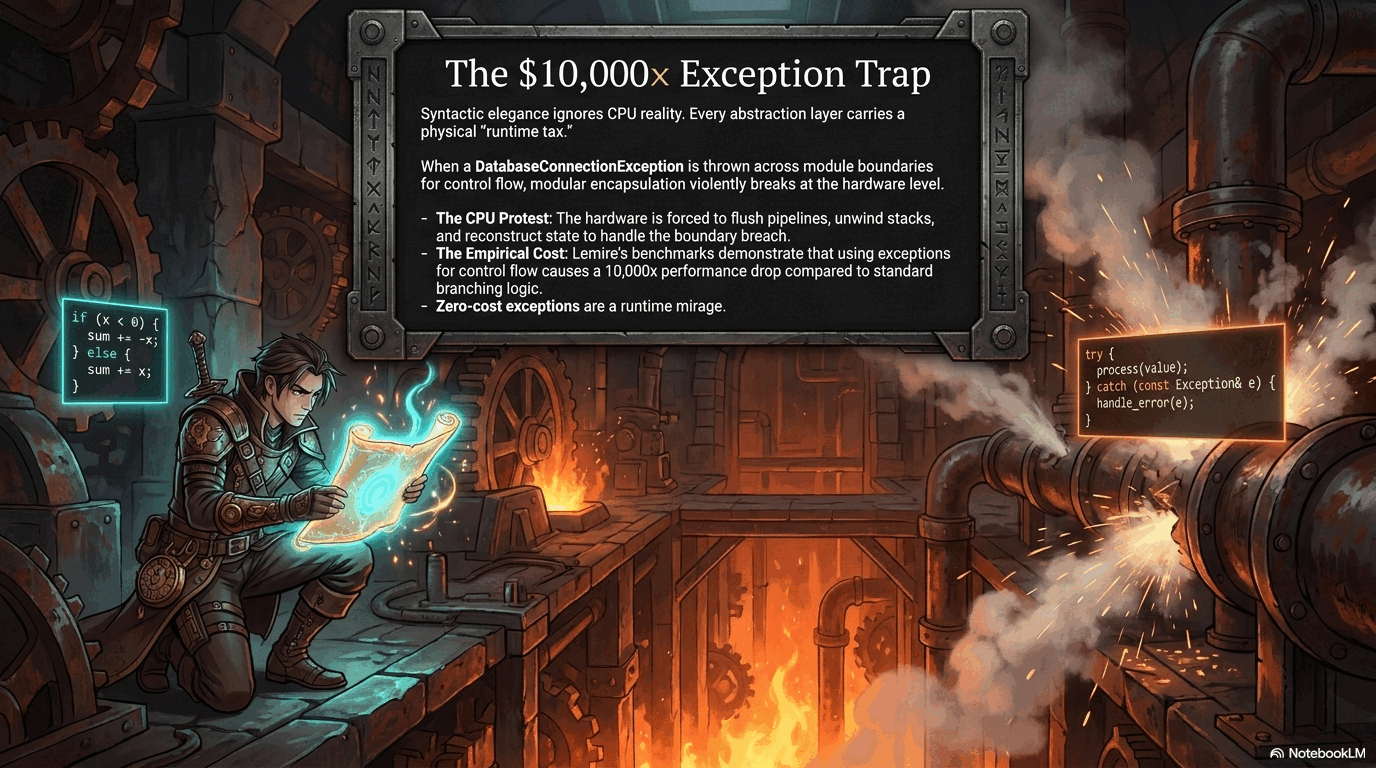 The $10,000x Exception Trap
Syntactic elegance ignores CPU reality. Every abstraction layer carries a
physical “runtime tax.”
When a DatabaseConnectionException is thrown across module boundaries
for control flow, modular encapsulation violently breaks at the hardware level.
- The CPU Protest: The hardware is forced to flush pipelines, unwind stacks,
and reconstruct state to handle the boundary breach.
- The Empirical Cost: Lemire's benchmarks demonstrate that using exceptions
for control flow causes a 10,000x performance drop compared to standard
branching logic.
- Zero-cost exceptions are a runtime mirage.
if (x < 0) {
sum += -x;
} else {
sum += x;
}
try {
process(value);
} catch (const Exception& e) {
handle_error(e);
}
NotebookLM